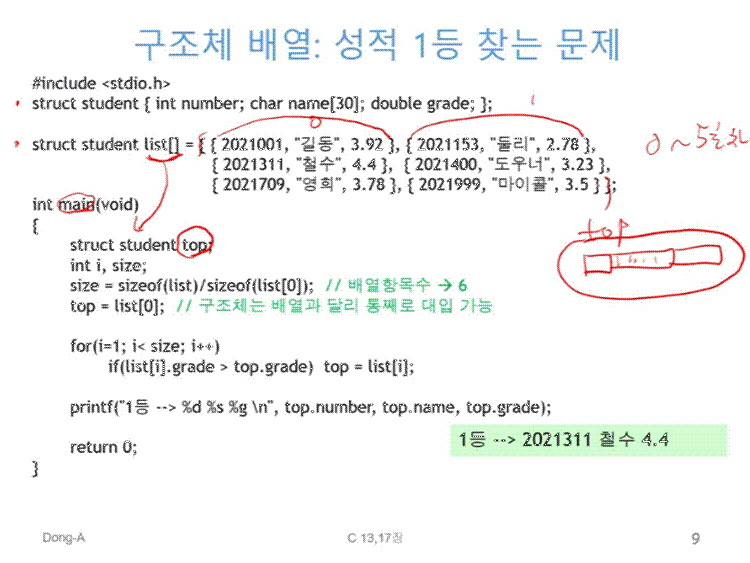 구조체 배열: 성적 1등 찾는 문제
#include <stdio.h>
struct student { int number; char name[30]; double grade; };
struct student list[] = { { 2021001, "길동", 3.92 }, { 2021153, "둘리", 2.78 },
{ 2021311, "철수", 4.4 }, { 2021400, "도우너", 3.23 },
{ 2021709, "영희", 3.78 }, { 2021999, "마이콜", 3.5 } };
0 1
0 ~ 5
int main(void)
{
top
struct student top;
int i, size;
size = sizeof(list)/sizeof(list[0]); // 배열항목수 → 6
top = list[0]; // 구조체는 배열과 달리 통째로 대입 가능
for(i=1; i< size; i++)
if(list[i].grade > top.grade) top = list[i];
printf("1등 --> %d %s %g \n", top.number, top.name, top.grade);
return 0;
1등 --> 2021311 철수 4.4
}
Dong-A
C 13,17장
9